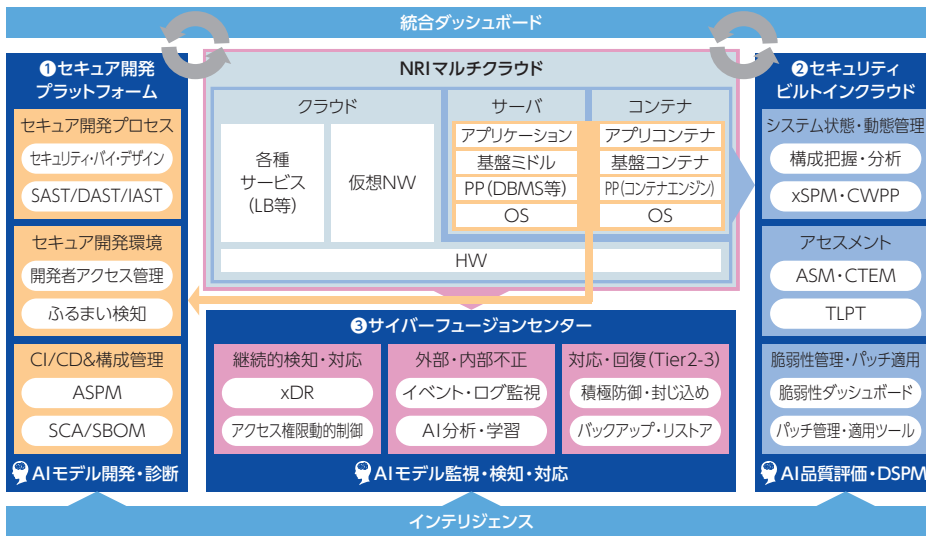 統合ダッシュボード
❶セキュア開発
プラットフォーム
セキュア開発プロセス
セキュリティ・バイ・デザイン
SAST/DAST/IAST
セキュア開発環境
開発者アクセス管理
ふるまい検知
CI/CD&構成管理
ASPM
SCA/SBOM
AIモデル開発・診断
NRIマルチクラウド
クラウド
各種
サービス
(LB等)
仮想NW
サーバ
アプリケーション
基盤ミドル
PP(DBMS等)
OS
コンテナ
アプリコンテナ
基盤コンテナ
PP(コンテナエンジン)
OS
HW
❸サイバーフュージョンセンター
継続的検知・対応
xDR
アクセス権限動的制御
外部・内部不正
イベント・ログ監視
AI分析・学習
対応・回復(Tier2-3)
積極防御・封じ込め
バックアップ・リストア
AIモデル監視・検知・対応
❷セキュリティ
ビルトインクラウド
システム状態・動態管理
構成把握・分析
xSPM・CWPP
アセスメント
ASM・CTEM
TLPT
脆弱性管理・パッチ適用
脆弱性ダッシュボード
パッチ管理・適用ツール
AI品質評価・DSPM
インテリジェンス